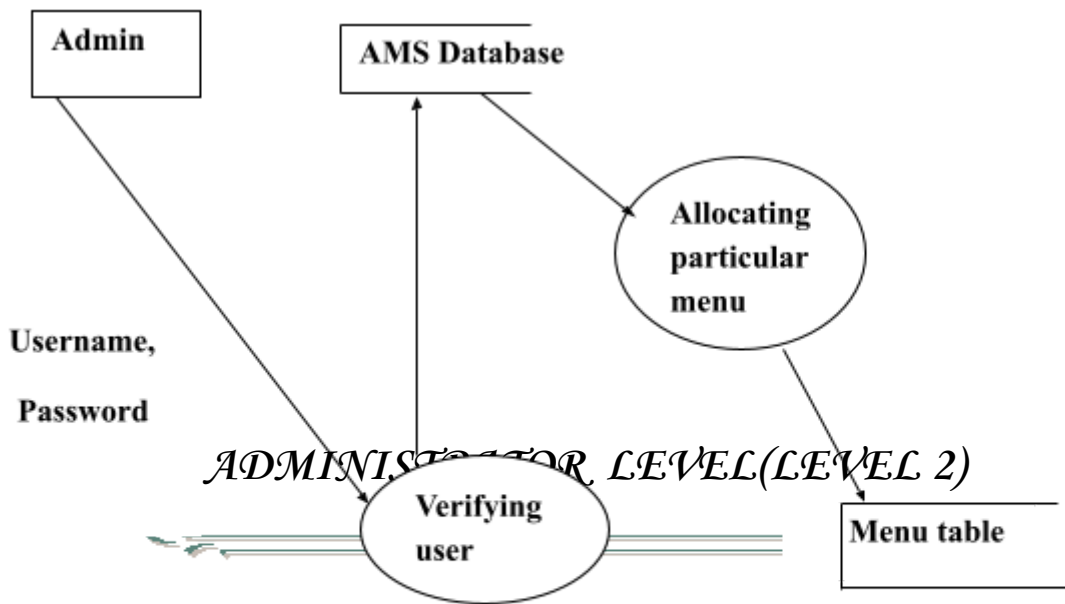 Admin
AMS Database
Allocating
particular
menu
Username,
Password
ADMINISTRATOR LEVEL(LEVEL 2)
Verifying
user
Menu table